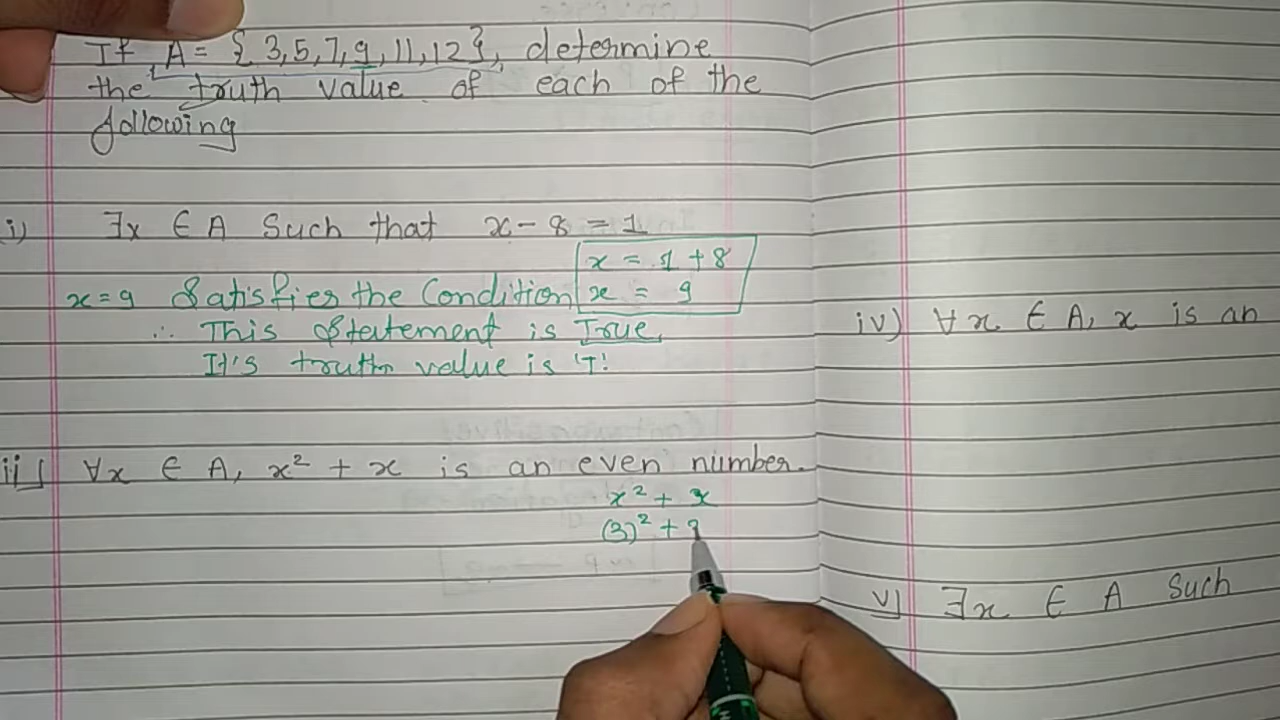 If A = { 3, 5, 7, 9, 11, 12 }, determine
the truth value of each of the
following
i) ∃x ∈ A Such that x - 8 = 1
x = 1 + 8
x = 9 Satisfies the Condition x = 9
∴ This Statement is True.
It's truth value is 'T'
ii) ∀x ∈ A, x² + x is an even number.
x² + x
(3)² + 3
iv) ∀x ∈ A, x is an
v) ∃x ∈ A Such